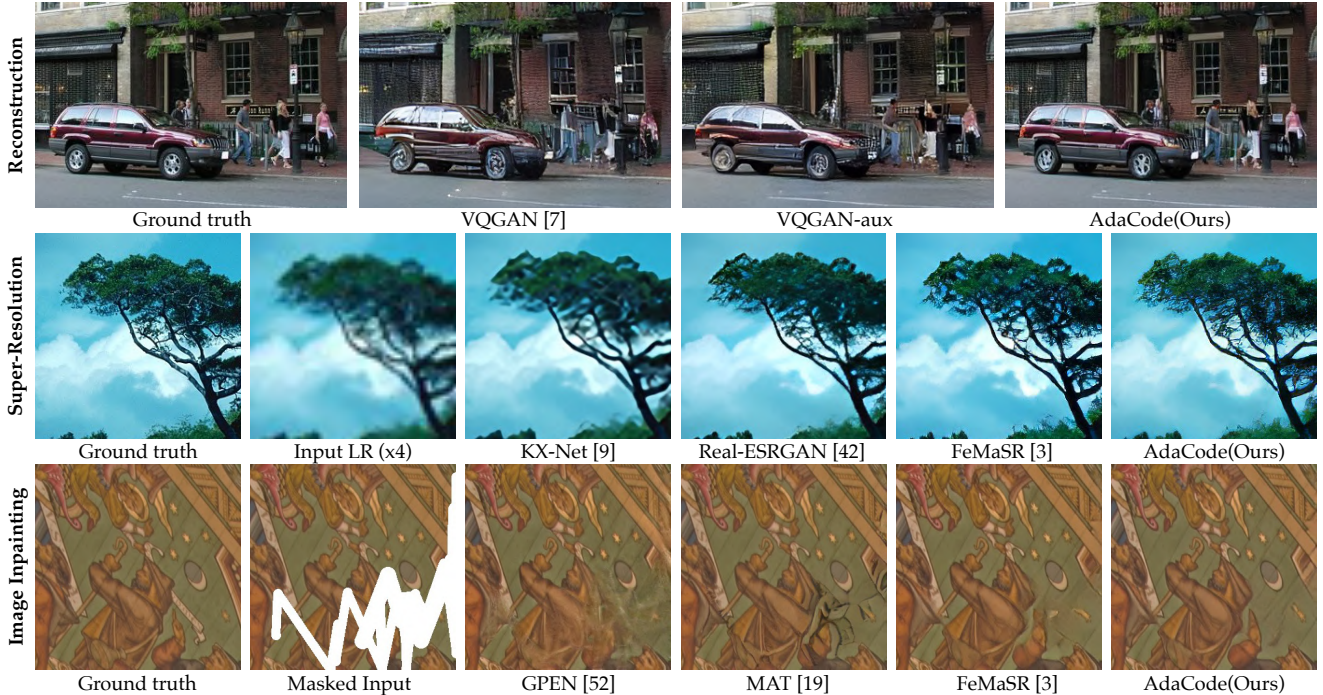 Reconstruction
Ground truth
VQGAN [7]
VQGAN-aux
AdaCode(Ours)
Super-Resolution
Ground truth
Input LR (x4)
KX-Net [9]
Real-ESRGAN [42]
FeMaSR [3]
AdaCode(Ours)
Image Inpainting
Ground truth
Masked Input
GPEN [52]
MAT [19]
FeMaSR [3]
AdaCode(Ours)